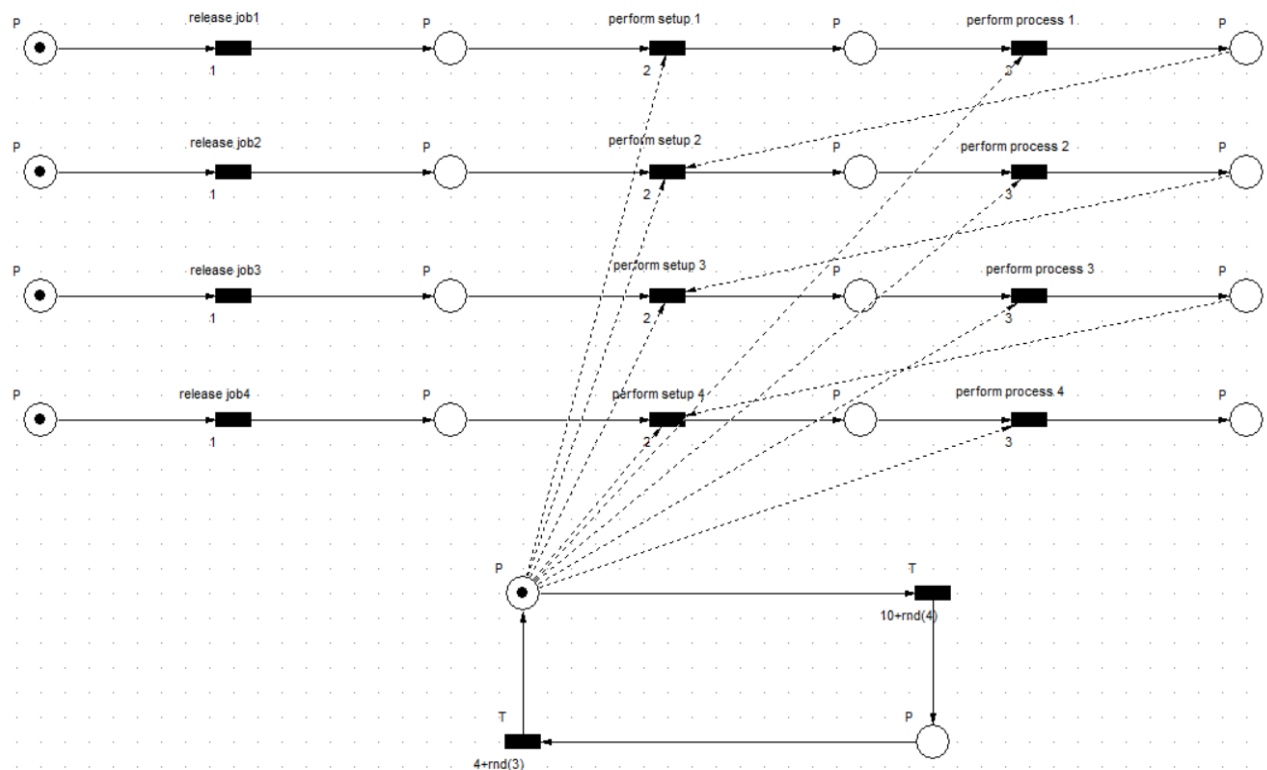 release job1
perform setup 1
perform process 1
P
P
P
P
1
2
release job2
perform setup 2
perform process 2
P
P
P
P
1
2
3
release job3
perform setup 3
perform process 3
P
P
P
P
1
2
3
release job4
perform setup 4
perform process 4
P
P
P
P
1
2
3
P
T
10+rnd(4)
T
P
4+rnd(3)